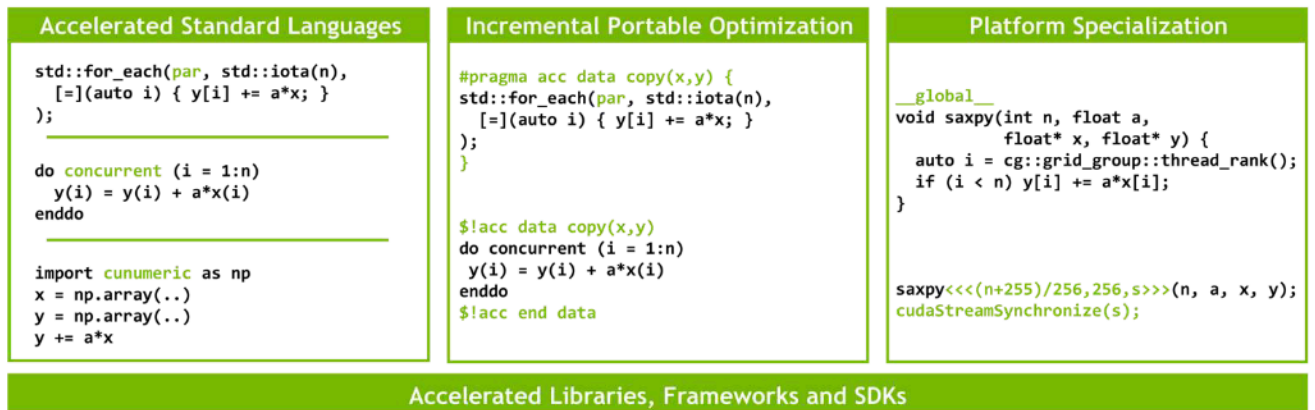 Accelerated Standard Languages
std::for_each(par, std::iota(n),
  [=](auto i) { y[i] += a*x; }
);
do concurrent (i = 1:n)
  y(i) = y(i) + a*x(i)
enddo
import cunumeric as np
x = np.array(..)
y = np.array(..)
y += a*x
Incremental Portable Optimization
#pragma acc data copy(x,y) {
std::for_each(par, std::iota(n),
  [=](auto i) { y[i] += a*x; }
);
}
$!acc data copy(x,y)
do concurrent (i = 1:n)
 y(i) = y(i) + a*x(i)
enddo
$!acc end data
Platform Specialization
__global__
void saxpy(int n, float a,
           float* x, float* y) {
  auto i = cg::grid_group::thread_rank();
  if (i < n) y[i] += a*x[i];
}
saxpy<<<(n+255)/256,256,s>>>(n, a, x, y);
cudaStreamSynchronize(s);
Accelerated Libraries, Frameworks and SDKs